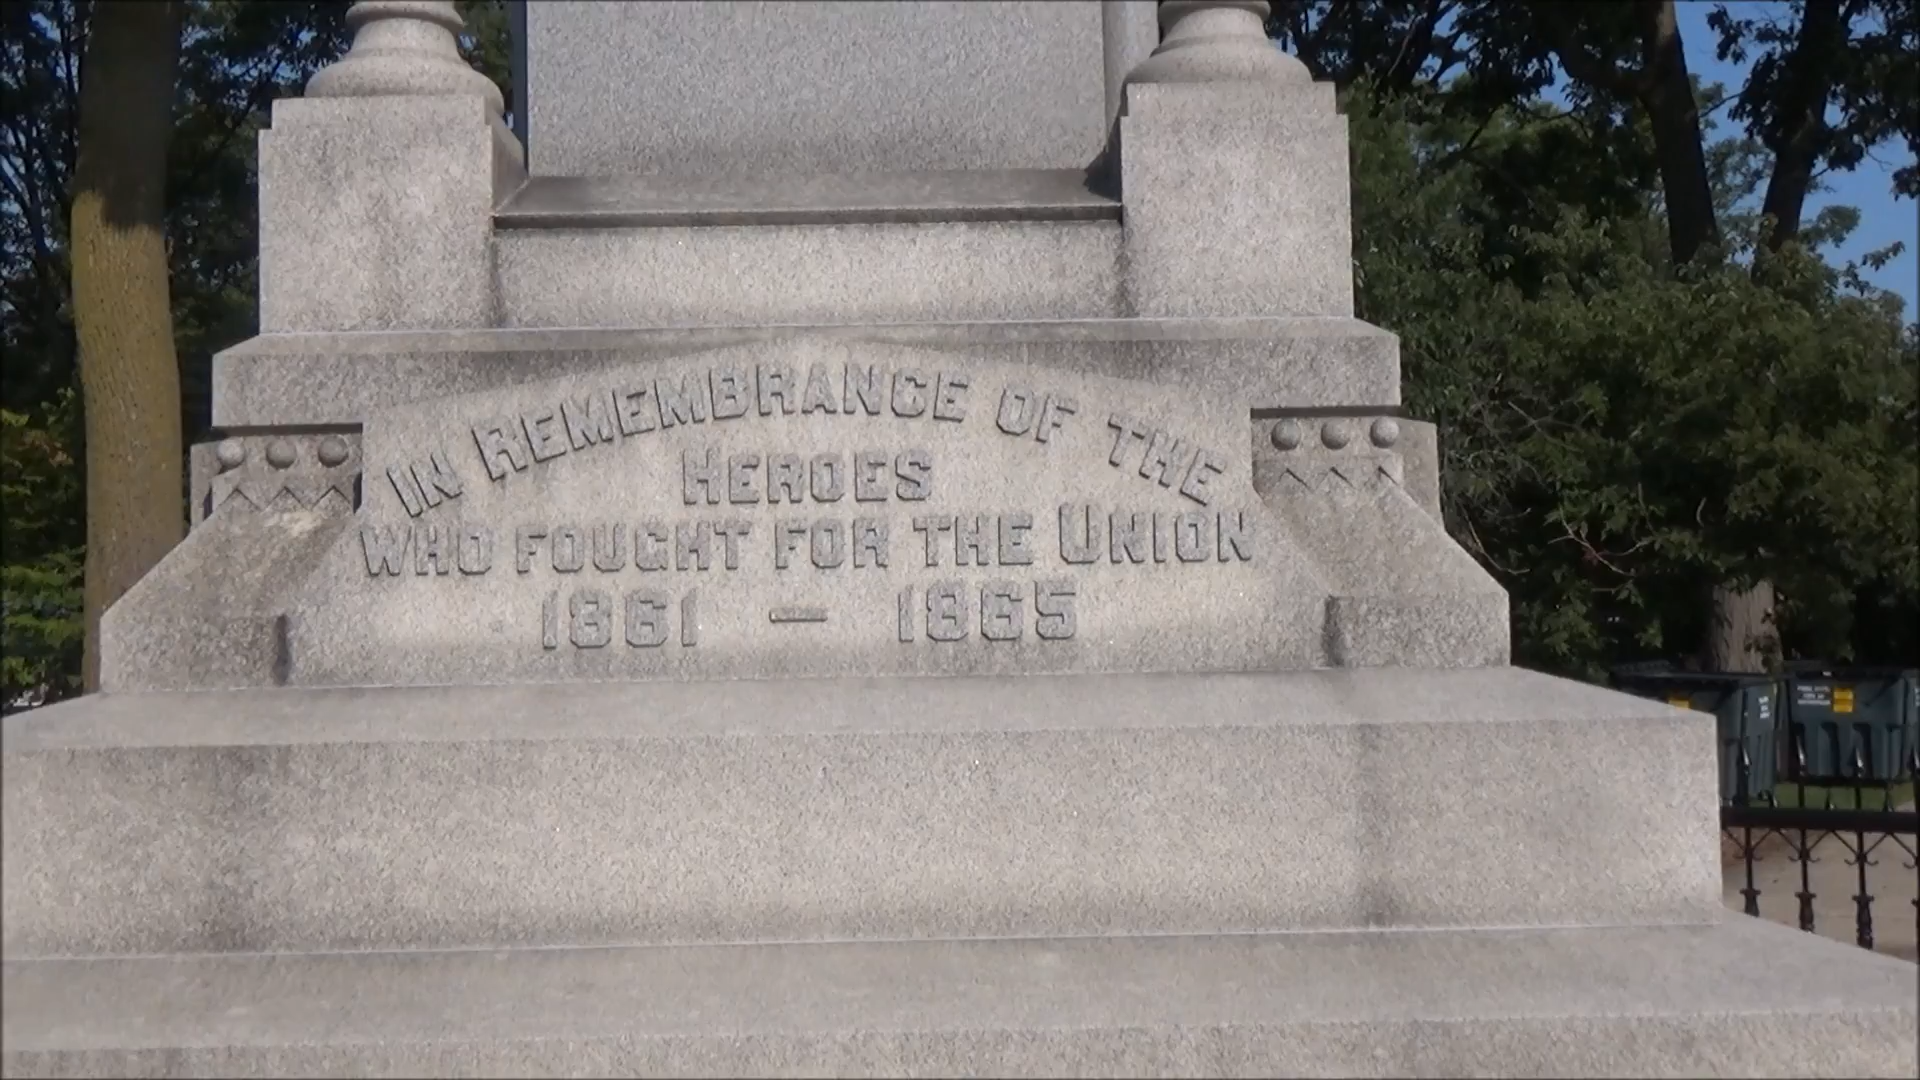 IN REMEMBRANCE OF THE
HEROES
WHO FOUGHT FOR THE UNION
1861 — 1865